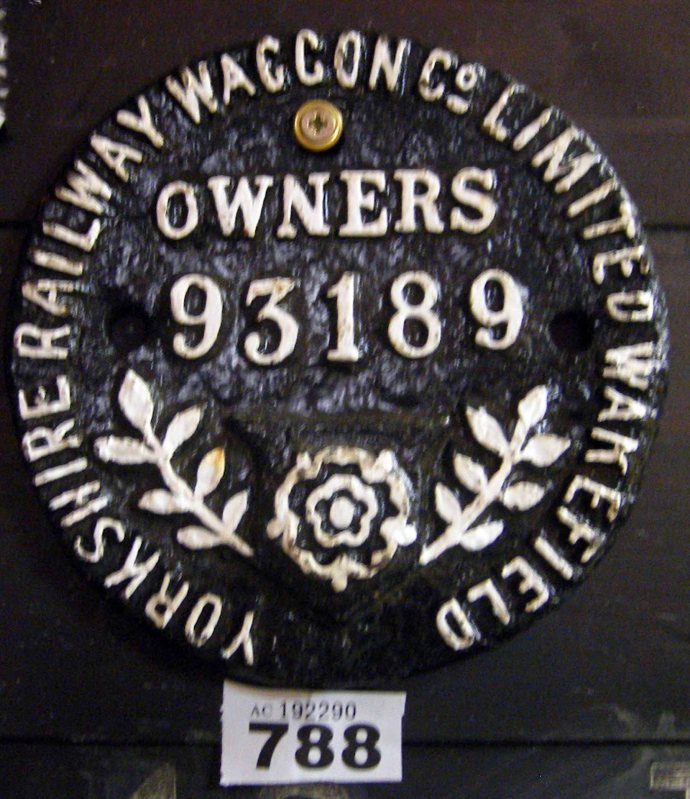 YORKSHIRE RAILWAY WAGGON Co LIMITED WAKEFIELD
OWNERS
93189
AC 192290
788